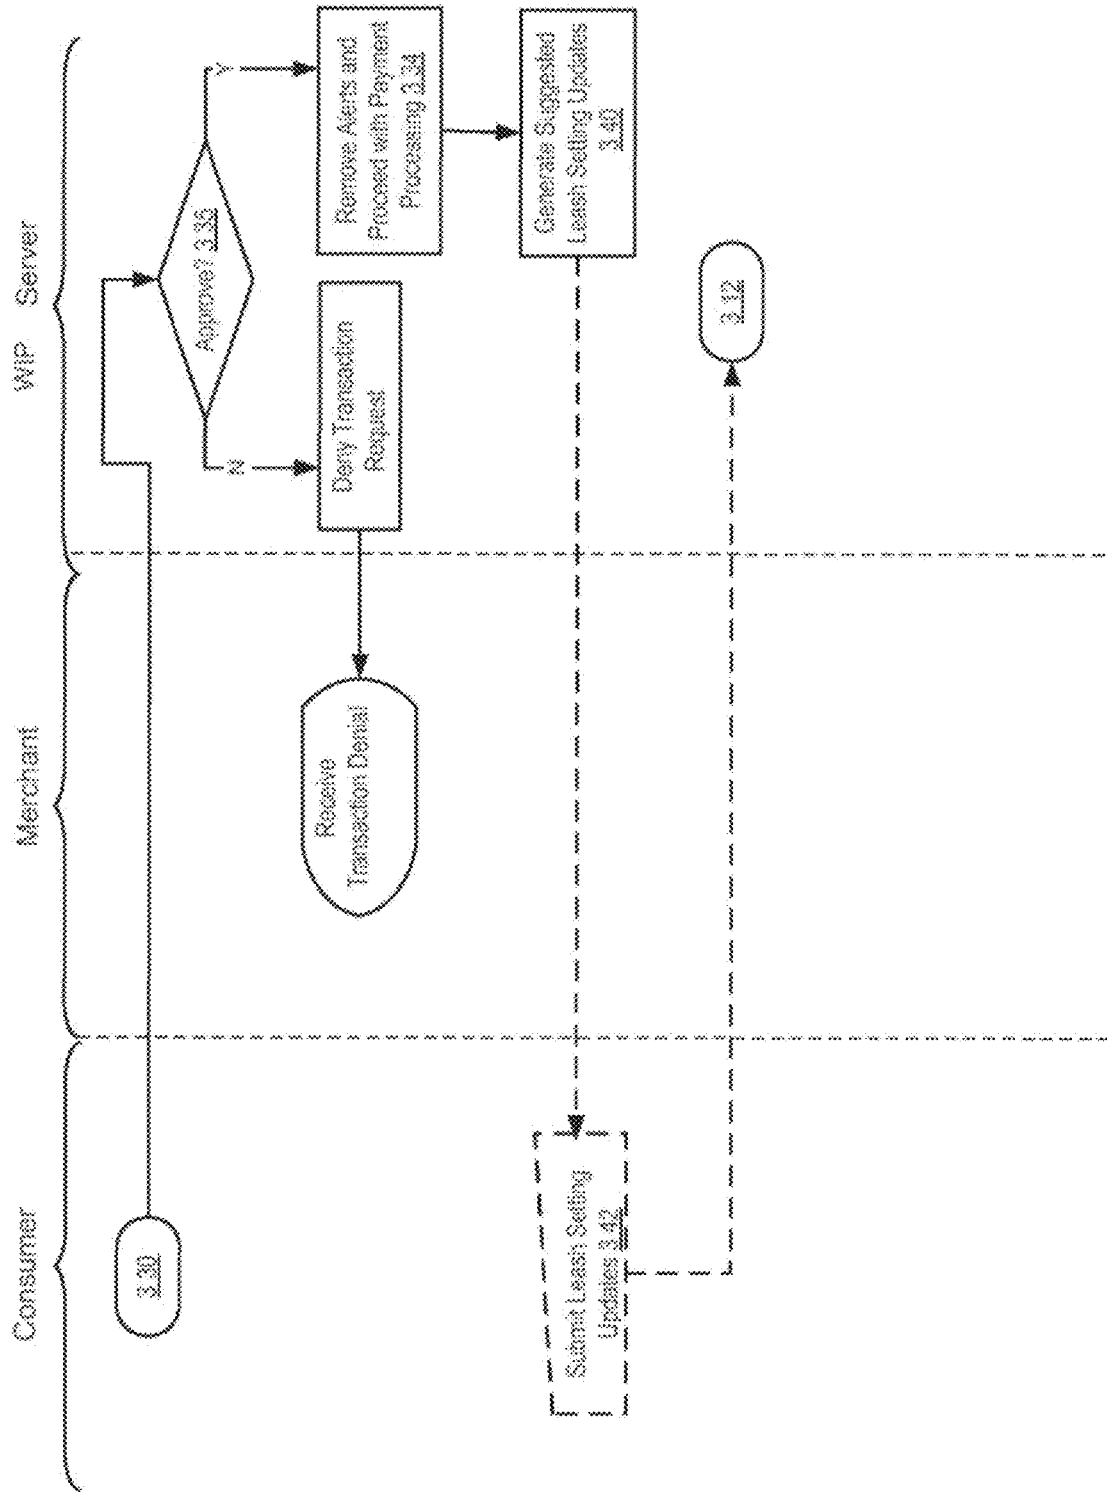 Consumer
Merchant
WIP Server
3.30
Approve? 3.35
N
Y
Deny Transaction
Request
Remove Alerts and
Proceed with Payment
Processing 3.34
Receive
Transaction Denial
Generate Suggested
Leash Setting Updates
3.40
Submit Leash Setting
Updates 3.42
3.12